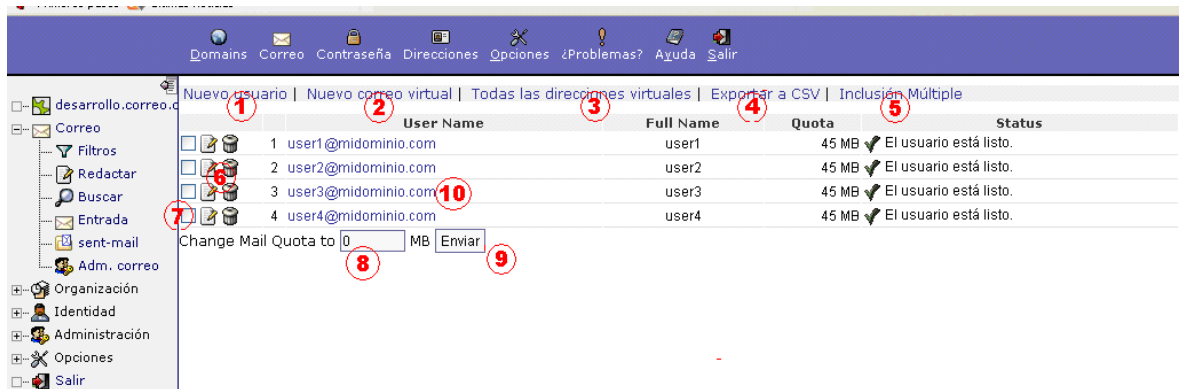 Domains Correo Contraseña Direcciones Opciones ¿Problemas? Ayuda Salir
Nuevo usuario | Nuevo correo virtual | Todas las direcciones virtuales | Exportar a CSV | Inclusión Múltiple
1 2 3 4 5
User Name Full Name Quota Status
1 user1@midominio.com user1 45 MB El usuario está listo.
2 user2@midominio.com user2 45 MB El usuario está listo.
6
3 user3@midominio.com 10 user3 45 MB El usuario está listo.
7 4 user4@midominio.com user4 45 MB El usuario está listo.
Change Mail Quota to 0 MB Enviar
8 9
desarrollo.correo.c
Correo
Filtros
Redactar
Buscar
Entrada
sent-mail
Adm. correo
Organización
Identidad
Administración
Opciones
Salir